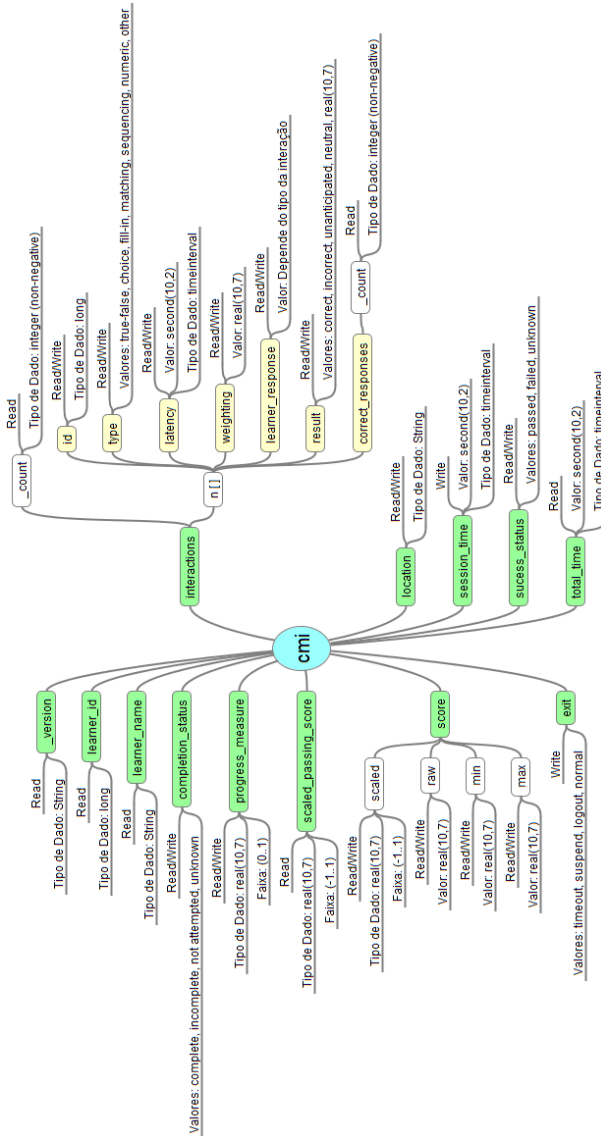 cmi
_version
Read
Tipo de Dado: String
learner_id
Read
Tipo de Dado: long
learner_name
Read
Tipo de Dado: String
completion_status
Read/Write
Valores: complete, incomplete, not attempted, unknown
progress_measure
Read/Write
Tipo de Dado: real(10,7)
Faixa: (0..1)
scaled_passing_score
Read
Tipo de Dado: real(10,7)
Faixa: (-1..1)
score
scaled
Read/Write
Tipo de Dado: real(10,7)
Faixa: (-1..1)
raw
Read/Write
Valor: real(10,7)
min
Read/Write
Valor: real(10,7)
max
Read/Write
Valor: real(10,7)
exit
Write
Valores: timeout, suspend, logout, normal
interactions
_count
Read
Tipo de Dado: integer (non-negative)
n [ ]
id
Read/Write
Tipo de Dado: long
type
Read/Write
Valores: true-false, choice, fill-in, matching, sequencing, numeric, other
latency
Read/Write
Valor: second(10,2)
Tipo de Dado: timeinterval
weighting
Read/Write
Valor: real(10,7)
learner_response
Read/Write
Valor: Depende do tipo da interação
result
Read/Write
Valores: correct, incorrect, unanticipated, neutral, real(10,7)
correct_responses
_count
Read
Tipo de Dado: integer (non-negative)
location
Read/Write
Tipo de Dado: String
session_time
Write
Valor: second(10,2)
Tipo de Dado: timeinterval
sucess_status
Read/Write
Valores: passed, failed, unknown
total_time
Read
Valor: second(10,2)
Tipo de Dado: timeinterval